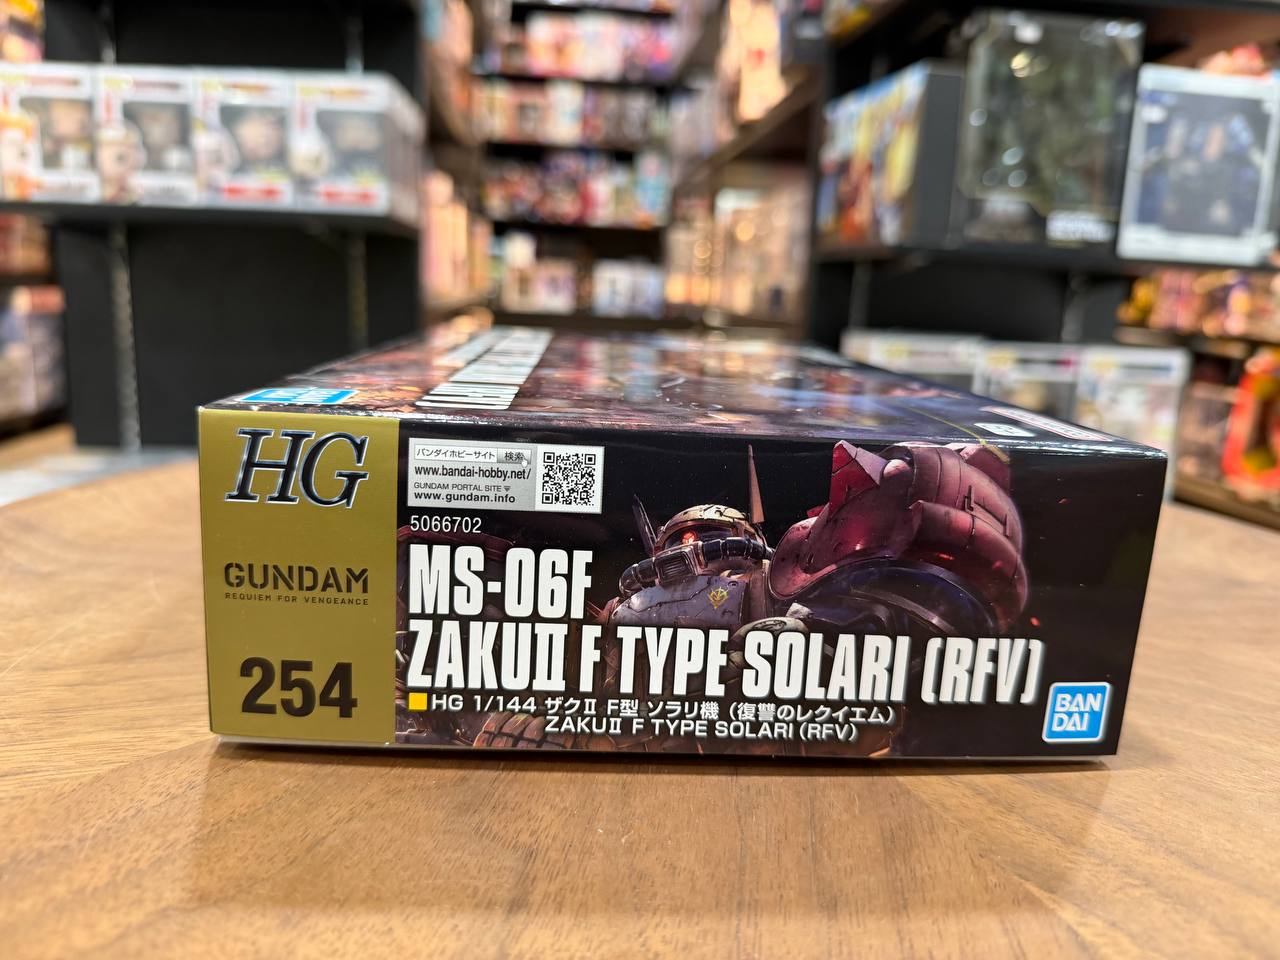 HG
GUNDAM
REQUIEM FOR VENGEANCE
254
バンダイホビーサイト 検索
www.bandai-hobby.net/
GUNDAM PORTAL SITE
www.gundam.info
5066702
MS-06F
ZAKUⅡ F TYPE SOLARI (RFV)
HG 1/144 ザクⅡ F型 ソラリ機 (復讐のレクイエム)
ZAKUⅡ F TYPE SOLARI (RFV)
BAN
DAI